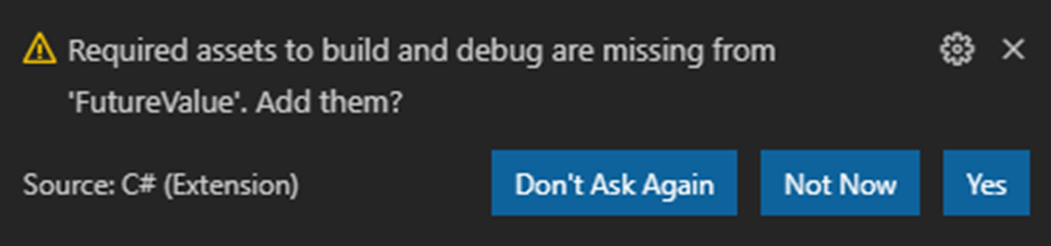 Required assets to build and debug are missing from
'FutureValue'. Add them?
Source: C# (Extension)
Don't Ask Again
Not Now
Yes